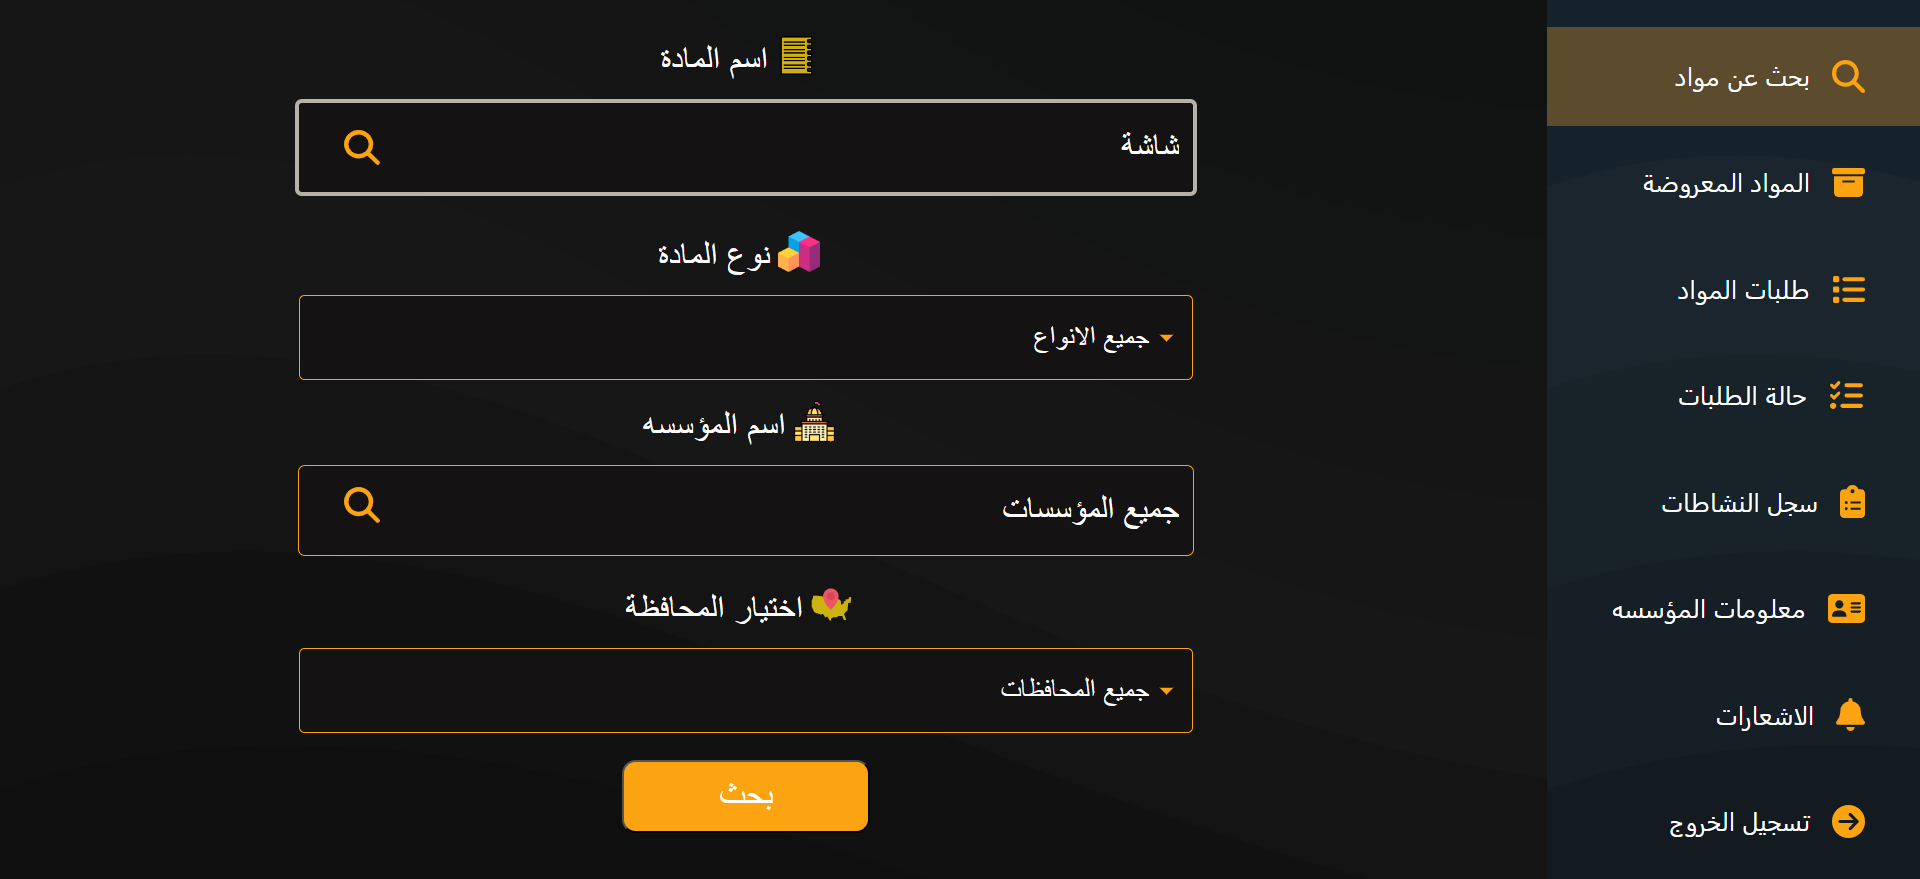 بحث عن مواد
المواد المعروضة
طلبات المواد
حالة الطلبات
سجل النشاطات
معلومات المؤسسه
الاشعارات
تسجيل الخروج
اسم المادة
شاشة
نوع المادة
جميع الانواع
اسم المؤسسه
جميع المؤسسات
اختيار المحافظة
جميع المحافظات
بحث